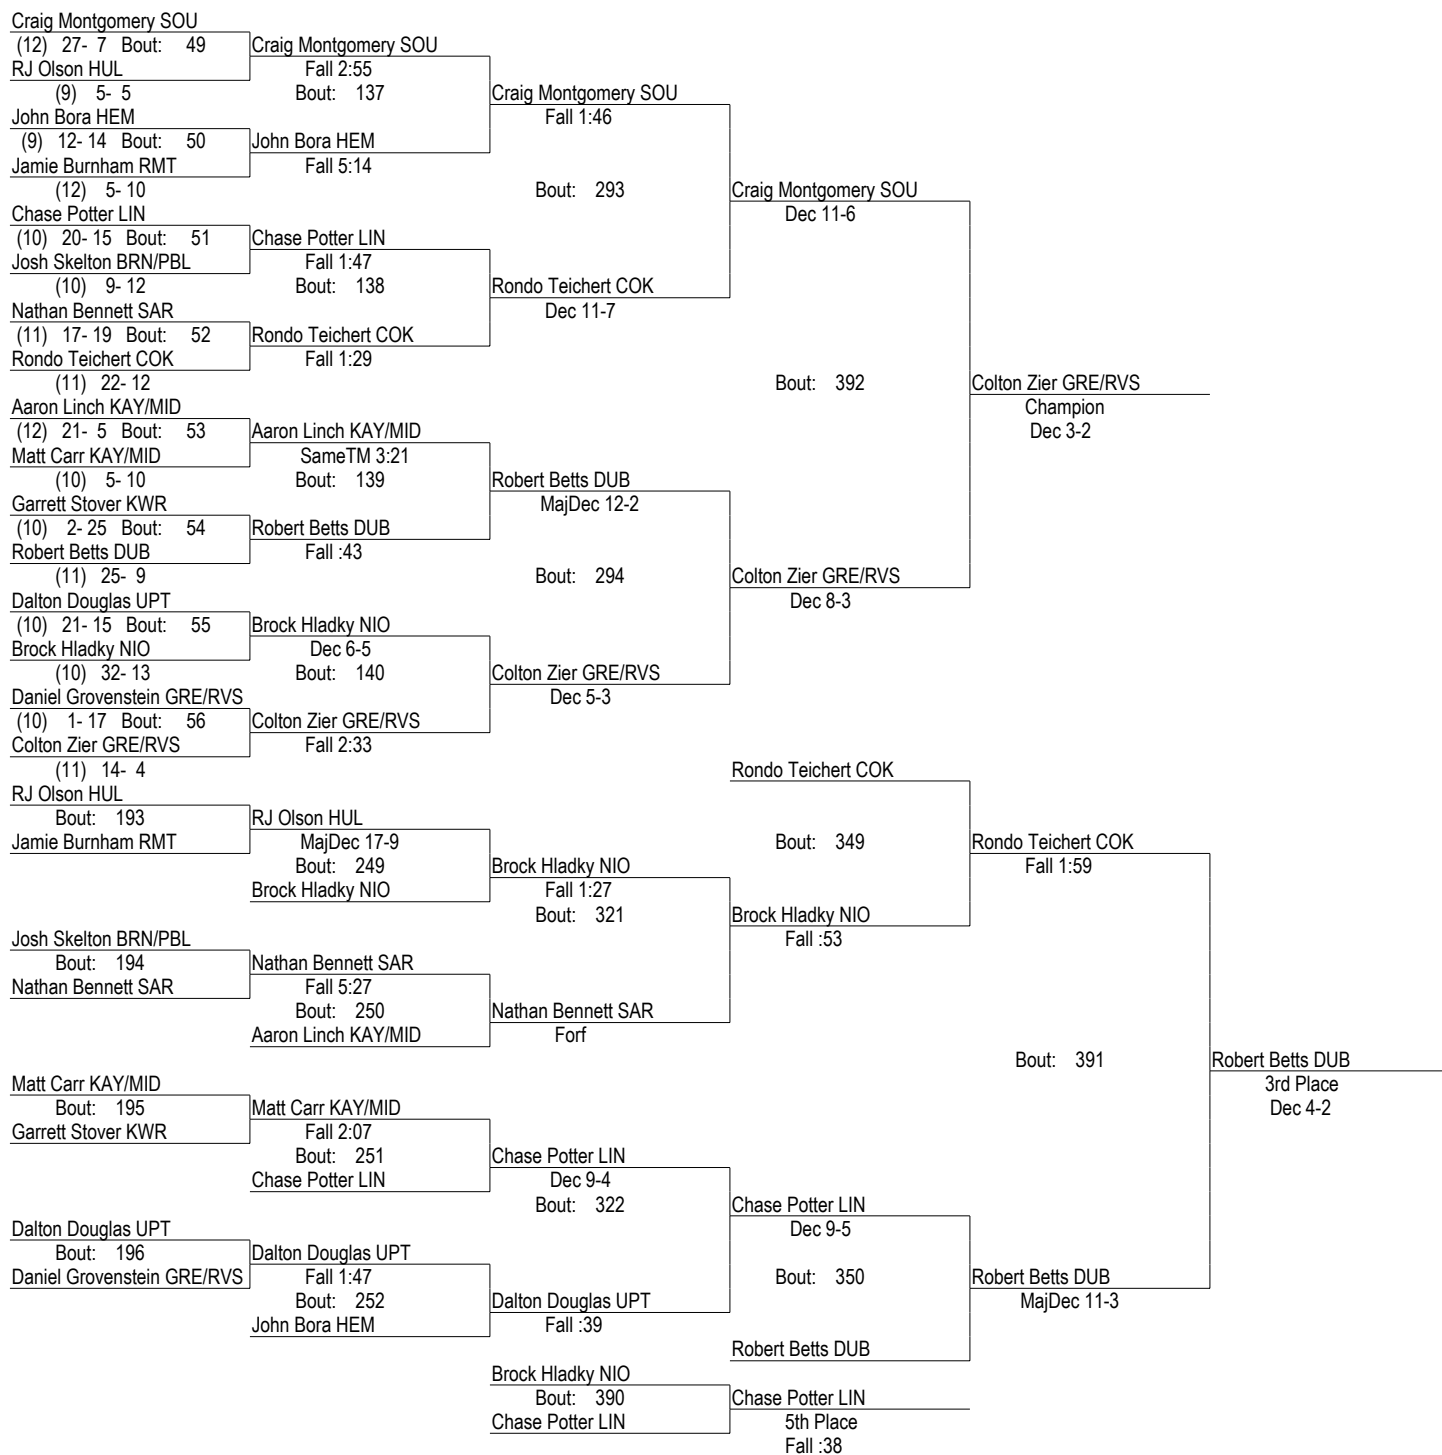 Craig Montgomery SOU
(12) 27- 7 Bout: 49
RJ Olson HUL
(9) 5- 5
John Bora HEM
(9) 12- 14 Bout: 50
Jamie Burnham RMT
(12) 5- 10
Chase Potter LIN
(10) 20- 15 Bout: 51
Josh Skelton BRN/PBL
(10) 9- 12
Nathan Bennett SAR
(11) 17- 19 Bout: 52
Rondo Teichert COK
(11) 22- 12
Aaron Linch KAY/MID
(12) 21- 5 Bout: 53
Matt Carr KAY/MID
(10) 5- 10
Garrett Stover KWR
(10) 2- 25 Bout: 54
Robert Betts DUB
(11) 25- 9
Dalton Douglas UPT
(10) 21- 15 Bout: 55
Brock Hladky NIO
(10) 32- 13
Daniel Grovenstein GRE/RVS
(10) 1- 17 Bout: 56
Colton Zier GRE/RVS
(11) 14- 4
Craig Montgomery SOU
Fall 2:55
Bout: 137
John Bora HEM
Fall 5:14
Chase Potter LIN
Fall 1:47
Bout: 138
Rondo Teichert COK
Fall 1:29
Aaron Linch KAY/MID
SameTM 3:21
Bout: 139
Robert Betts DUB
Fall :43
Brock Hladky NIO
Dec 6-5
Bout: 140
Colton Zier GRE/RVS
Fall 2:33
Craig Montgomery SOU
Fall 1:46
Bout: 293
Rondo Teichert COK
Dec 11-7
Robert Betts DUB
MajDec 12-2
Bout: 294
Colton Zier GRE/RVS
Dec 5-3
Craig Montgomery SOU
Dec 11-6
Bout: 392
Colton Zier GRE/RVS
Dec 8-3
Colton Zier GRE/RVS
Champion
Dec 3-2
RJ Olson HUL
Bout: 193
Jamie Burnham RMT
Josh Skelton BRN/PBL
Bout: 194
Nathan Bennett SAR
Matt Carr KAY/MID
Bout: 195
Garrett Stover KWR
Dalton Douglas UPT
Bout: 196
Daniel Grovenstein GRE/RVS
RJ Olson HUL
MajDec 17-9
Bout: 249
Brock Hladky NIO
Nathan Bennett SAR
Fall 5:27
Bout: 250
Aaron Linch KAY/MID
Matt Carr KAY/MID
Fall 2:07
Bout: 251
Chase Potter LIN
Dalton Douglas UPT
Fall 1:47
Bout: 252
John Bora HEM
Brock Hladky NIO
Fall 1:27
Bout: 321
Nathan Bennett SAR
Forf
Chase Potter LIN
Dec 9-4
Bout: 322
Dalton Douglas UPT
Fall :39
Rondo Teichert COK
Bout: 349
Brock Hladky NIO
Fall :53
Chase Potter LIN
Dec 9-5
Bout: 350
Robert Betts DUB
Rondo Teichert COK
Fall 1:59
Bout: 391
Robert Betts DUB
MajDec 11-3
Robert Betts DUB
3rd Place
Dec 4-2
Brock Hladky NIO
Bout: 390
Chase Potter LIN
Chase Potter LIN
5th Place
Fall :38